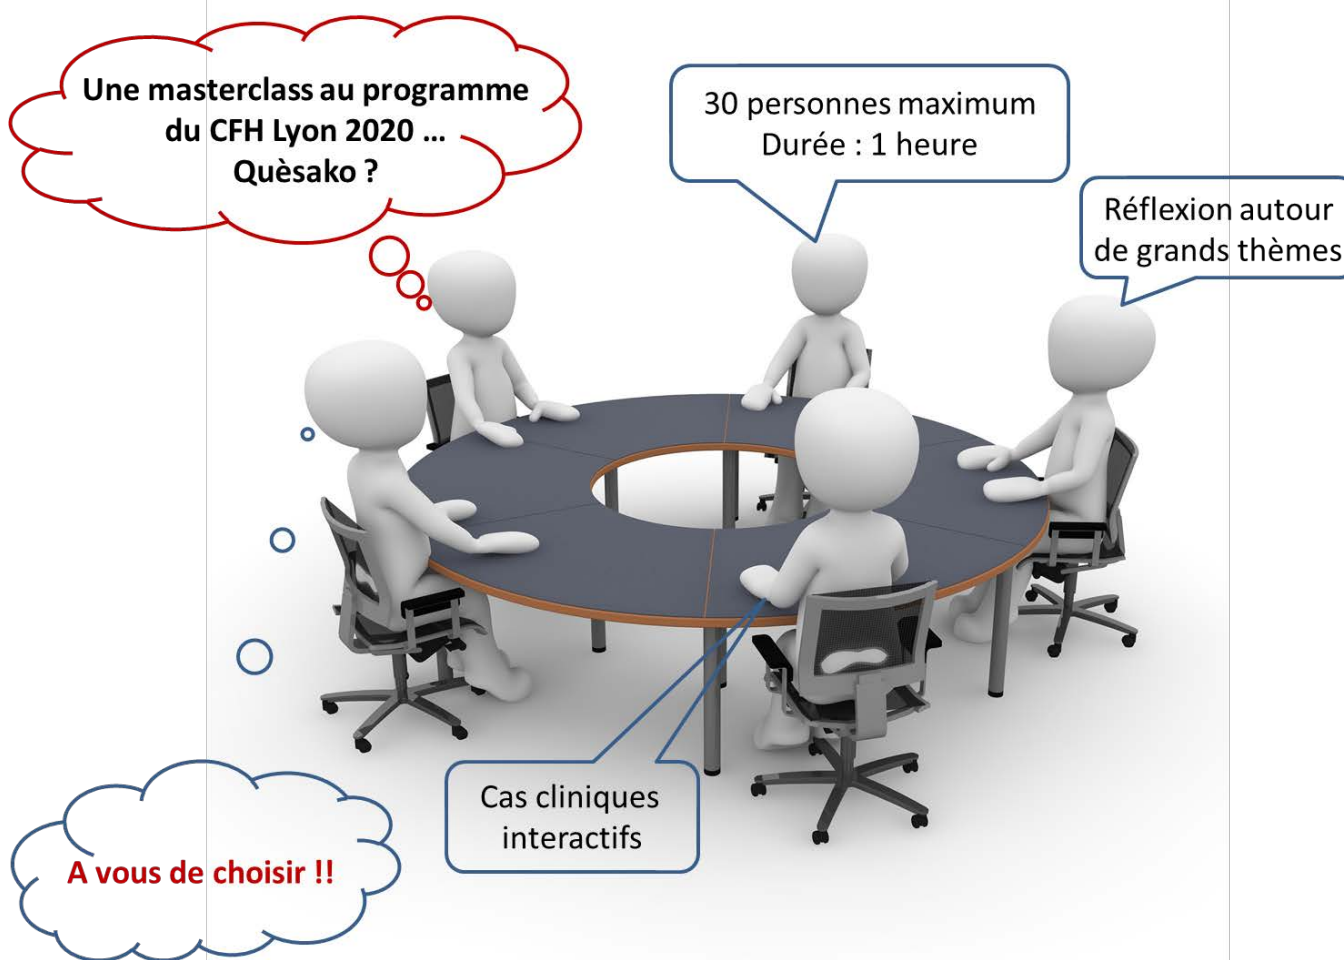 Une masterclass au programme
du CFH Lyon 2020 ...
Quèsako ?
30 personnes maximum
Durée : 1 heure
Réflexion autour
de grands thèmes
Cas cliniques
interactifs
A vous de choisir !!